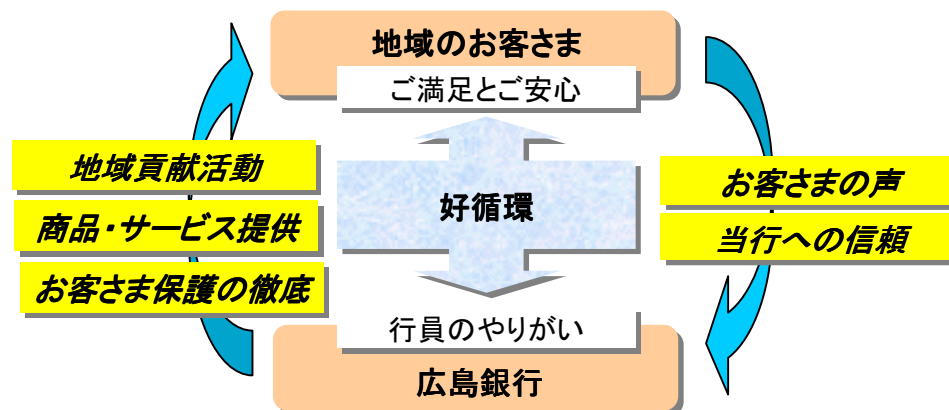 地域のお客さま
ご満足とご安心
地域貢献活動
商品・サービス提供
お客さま保護の徹底
好循環
お客さまの声
当行への信頼
行員のやりがい
広島銀行